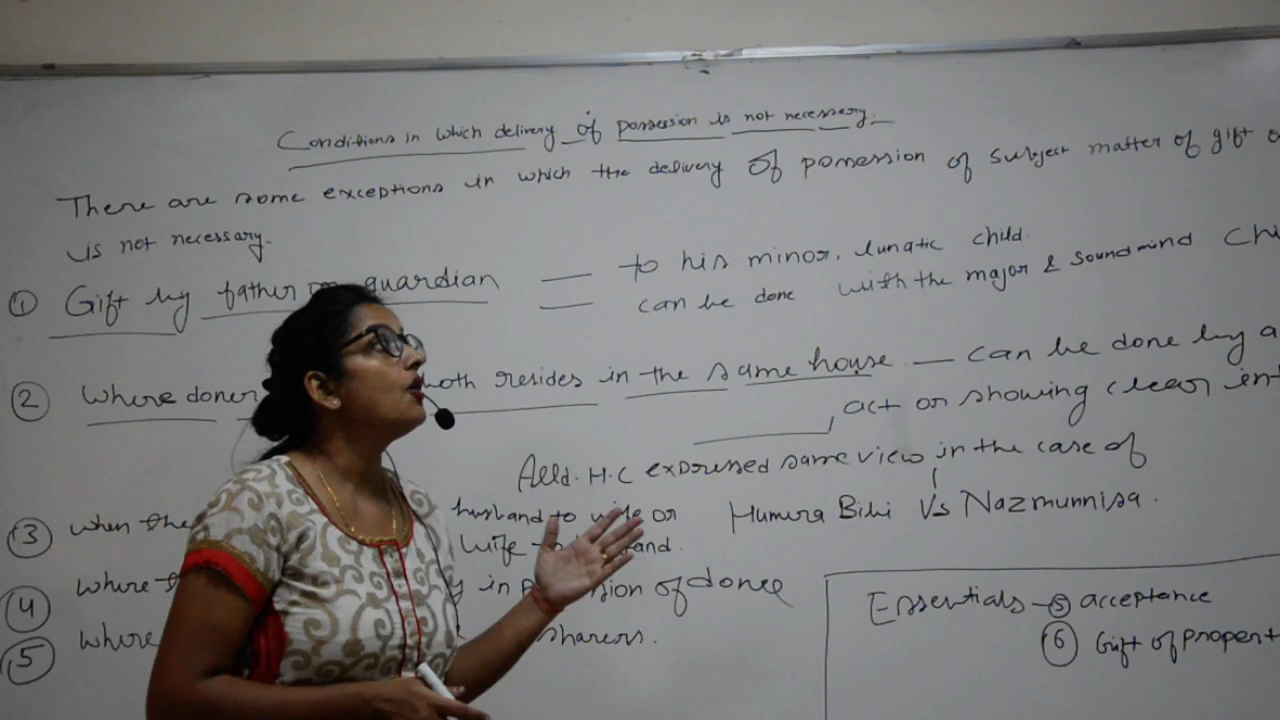 Conditions in which delivery of possession is not necessary.
There are some exceptions in which the delivery of possession of subject matter of gift
is not necessary.
① Gift by father guardian — to his minor, lunatic child.
— can be done with the major & sound mind
② Where doner both resides in the same house. — can be done by a
act or showing clear
Alld. H.C expressed same view in the case of
Humera Bibi Vs Nazmunnisa.
③ when the husband to wife or
wife
④ where in of donee
⑤ where sharers.
Essentials - ⑤ acceptance
⑥ Gift of